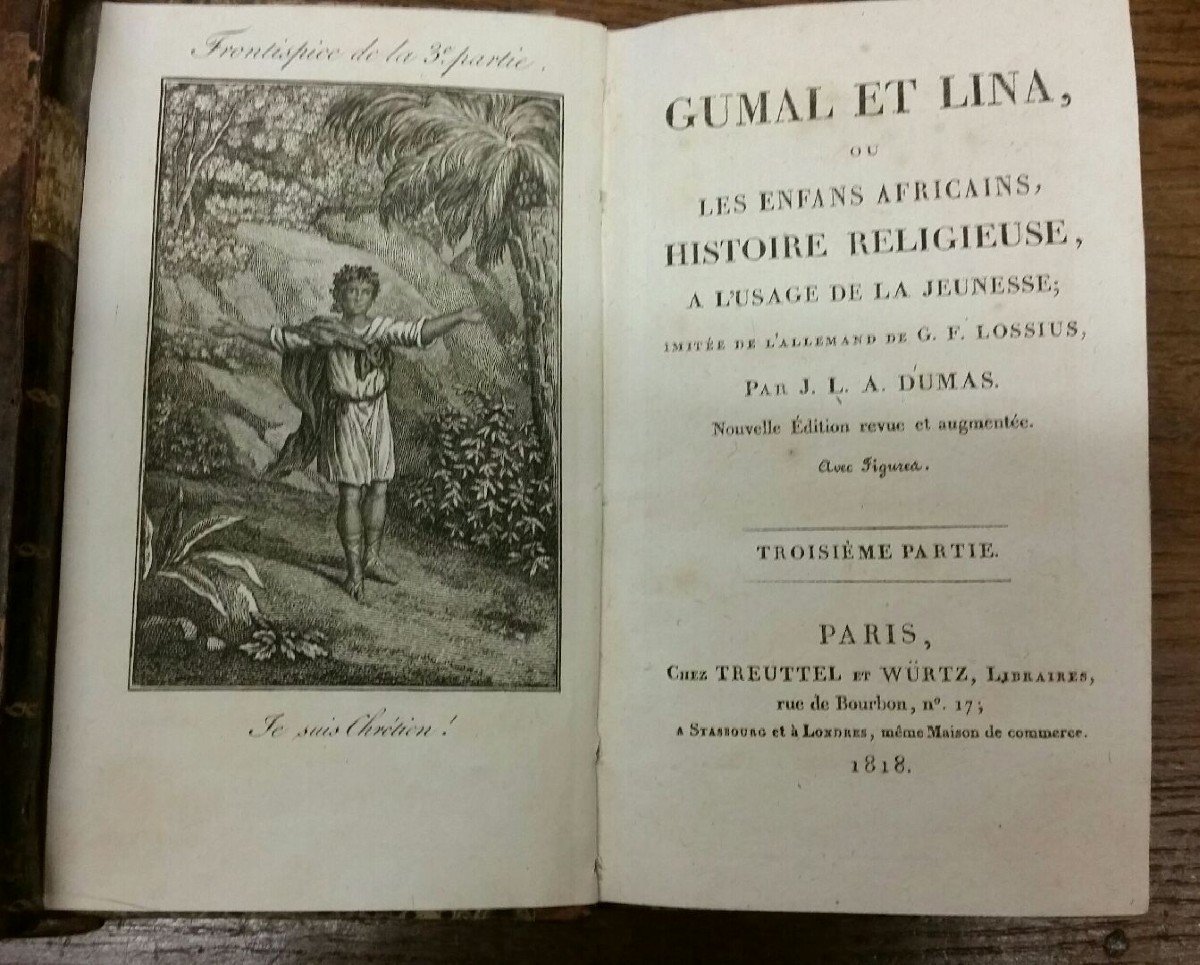 Frontispice de la 3e. partie.
Je suis Chrétien!
GUMAL ET LINA,
OU
LES ENFANS AFRICAINS,
HISTOIRE RELIGIEUSE,
A L'USAGE DE LA JEUNESSE;
IMITÉE DE L'ALLEMAND DE G. F. LOSSIUS,
PAR J. L. A. DUMAS.
Nouvelle Édition revue et augmentée.
Avec Figures.
TROISIÈME PARTIE.
PARIS,
CHEZ TREUTTEL ET WÜRTZ, LIBRAIRES,
rue de Bourbon, no. 17;
A STASBOURG et à LONDRES, même Maison de commerce.
1818.